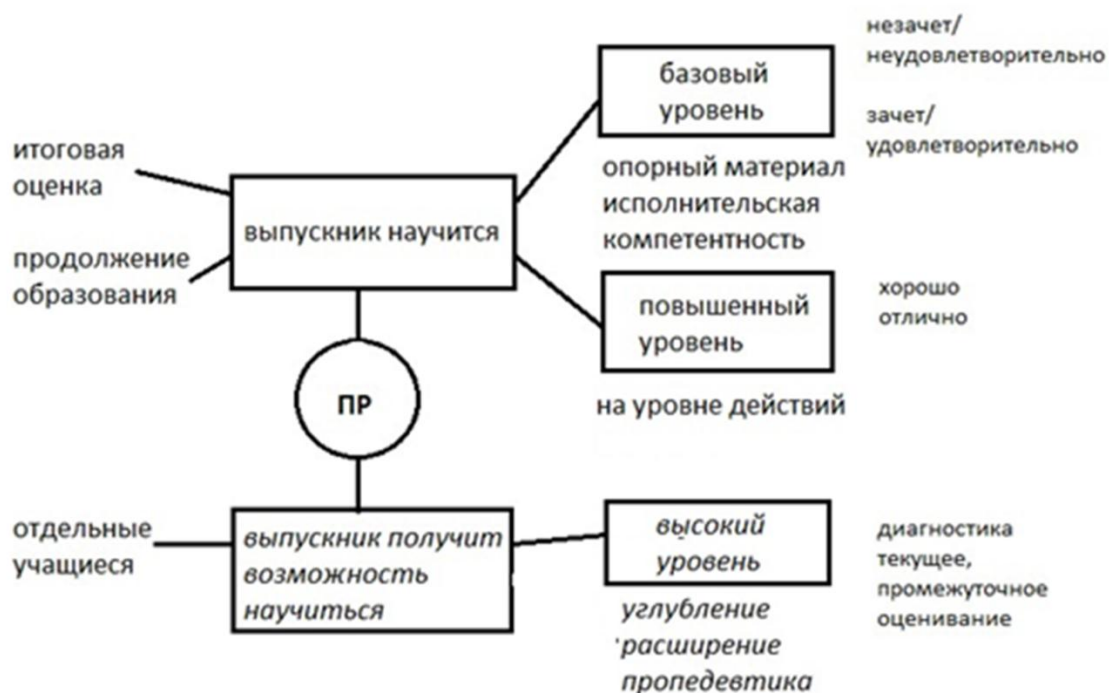 незачет/
неудовлетворительно
базовый
уровень
зачет/
удовлетворительно
итоговая
оценка
опорный материал
исполнительская
компетентность
выпускник научится
продолжение
образования
повышенный
уровень
хорошо
отлично
на уровне действий
ПР
отдельные
учащиеся
выпускник получит
возможность
научиться
высокий
уровень
диагностика
текущее,
промежуточное
оценивание
углубление
расширение
пропедевтика